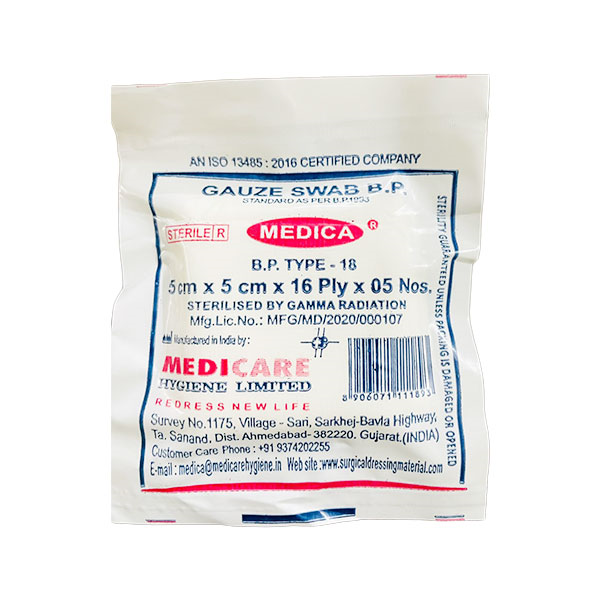 AN ISO 13485 : 2016 CERTIFIED COMPANY
GAUZE SWAB B.P.
STANDARD AS PER B.P.1993
STERILE R
MEDICA ®
B.P. TYPE - 18
5 cm x 5 cm x 16 Ply x 05 Nos.
STERILISED BY GAMMA RADIATION
Mfg.Lic.No.: MFG/MD/2020/000107
Manufactured in India by :
MEDICARE
HYGIENE LIMITED
REDRESS NEW LIFE
8906071111893
Survey No.1175, Village - Sari, Sarkhej-Bavla Highway,
Ta. Sanand, Dist. Ahmedabad-382220. Gujarat.(INDIA)
Customer Care Phone : +91 9374202255
E-mail : medica@medicarehygiene.in Web site :www.surgicaldressingmaterial.com
STERILITY GUARANTEED UNLESS PACKING IS DAMAGED OR OPENED